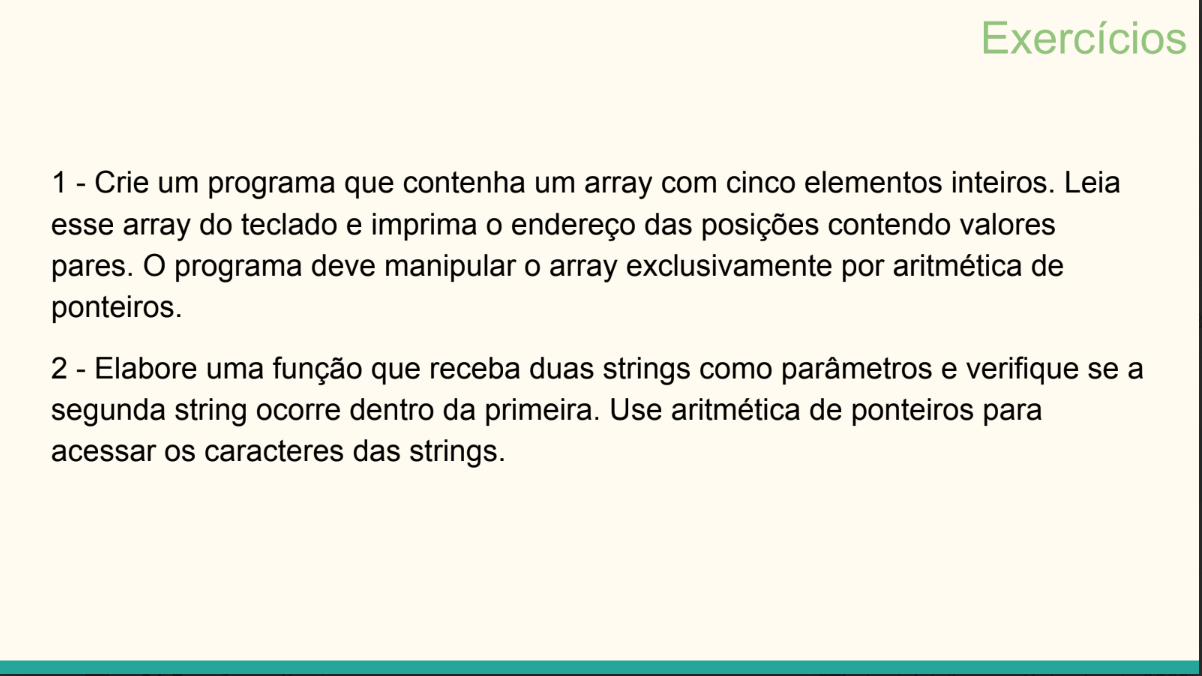 Exercícios
1 - Crie um programa que contenha um array com cinco elementos inteiros. Leia
esse array do teclado e imprima o endereço das posições contendo valores
pares. O programa deve manipular o array exclusivamente por aritmética de
ponteiros.
2 - Elabore uma função que receba duas strings como parâmetros e verifique se a
segunda string ocorre dentro da primeira. Use aritmética de ponteiros para
acessar os caracteres das strings.